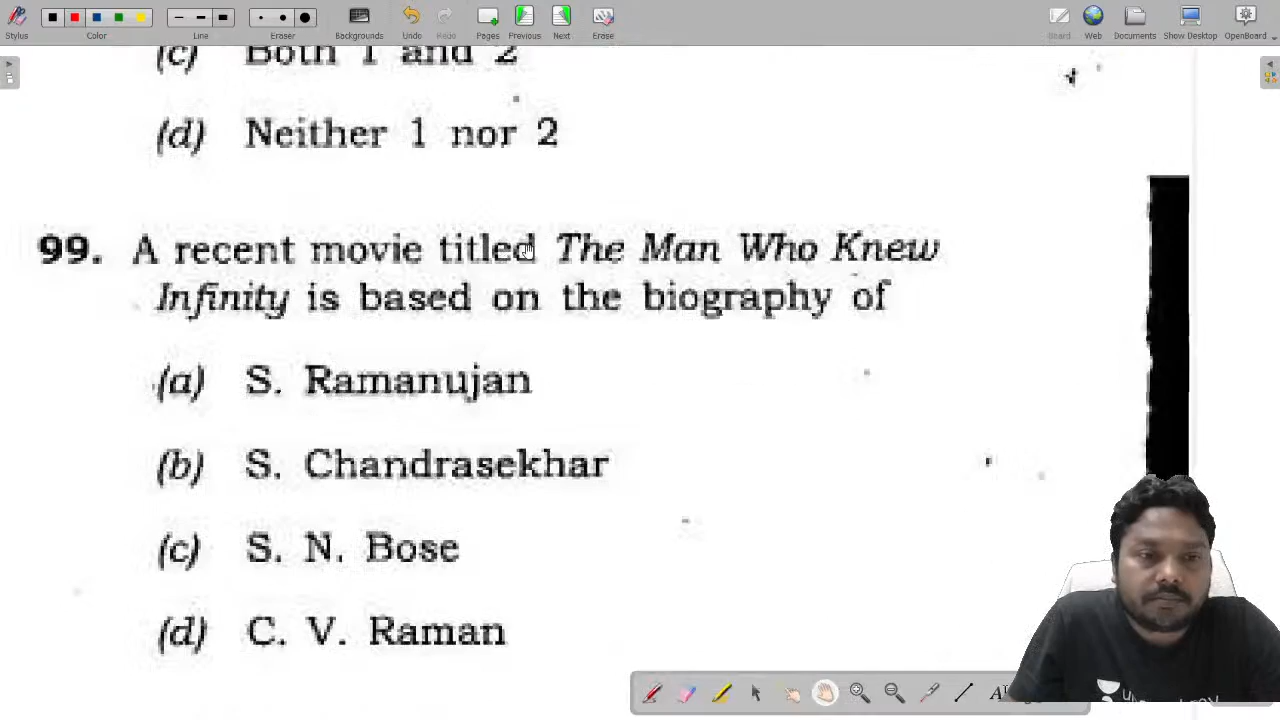 Stylus
Color
Line
Eraser
Backgrounds
Undo
Redo
Pages
Previous
Next
Erase
Board
Web
Documents
Show Desktop
OpenBoard
(c) Both 1 and 2
(d) Neither 1 nor 2
99. A recent movie titled The Man Who Knew
Infinity is based on the biography of
(a) S. Ramanujan
(b) S. Chandrasekhar
(c) S. N. Bose
(d) C. V. Raman